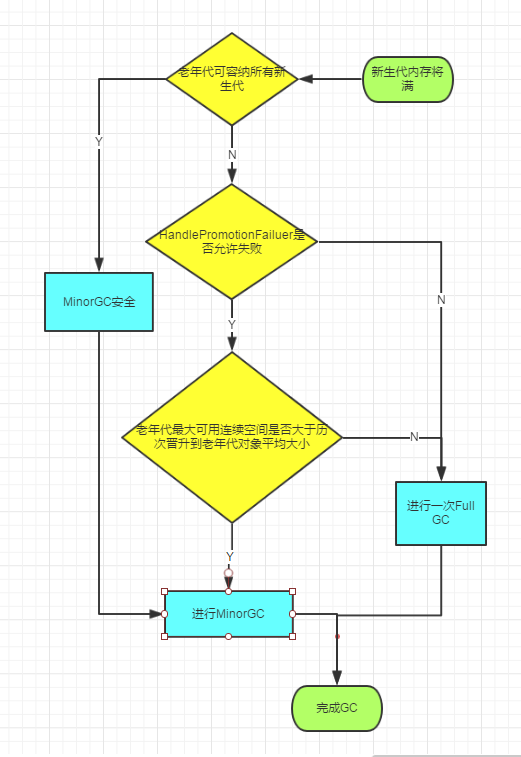 新生代内存将
满
老年代可容纳所有新
生代
Y
N
HandlePromotionFailuer是
否允许失败
MinorGC安全
N
Y
老年代最大可用连续空间是否大于历
次晋升到老年代对象平均大小
N
进行一次Full
GC
Y
进行MinorGC
完成GC